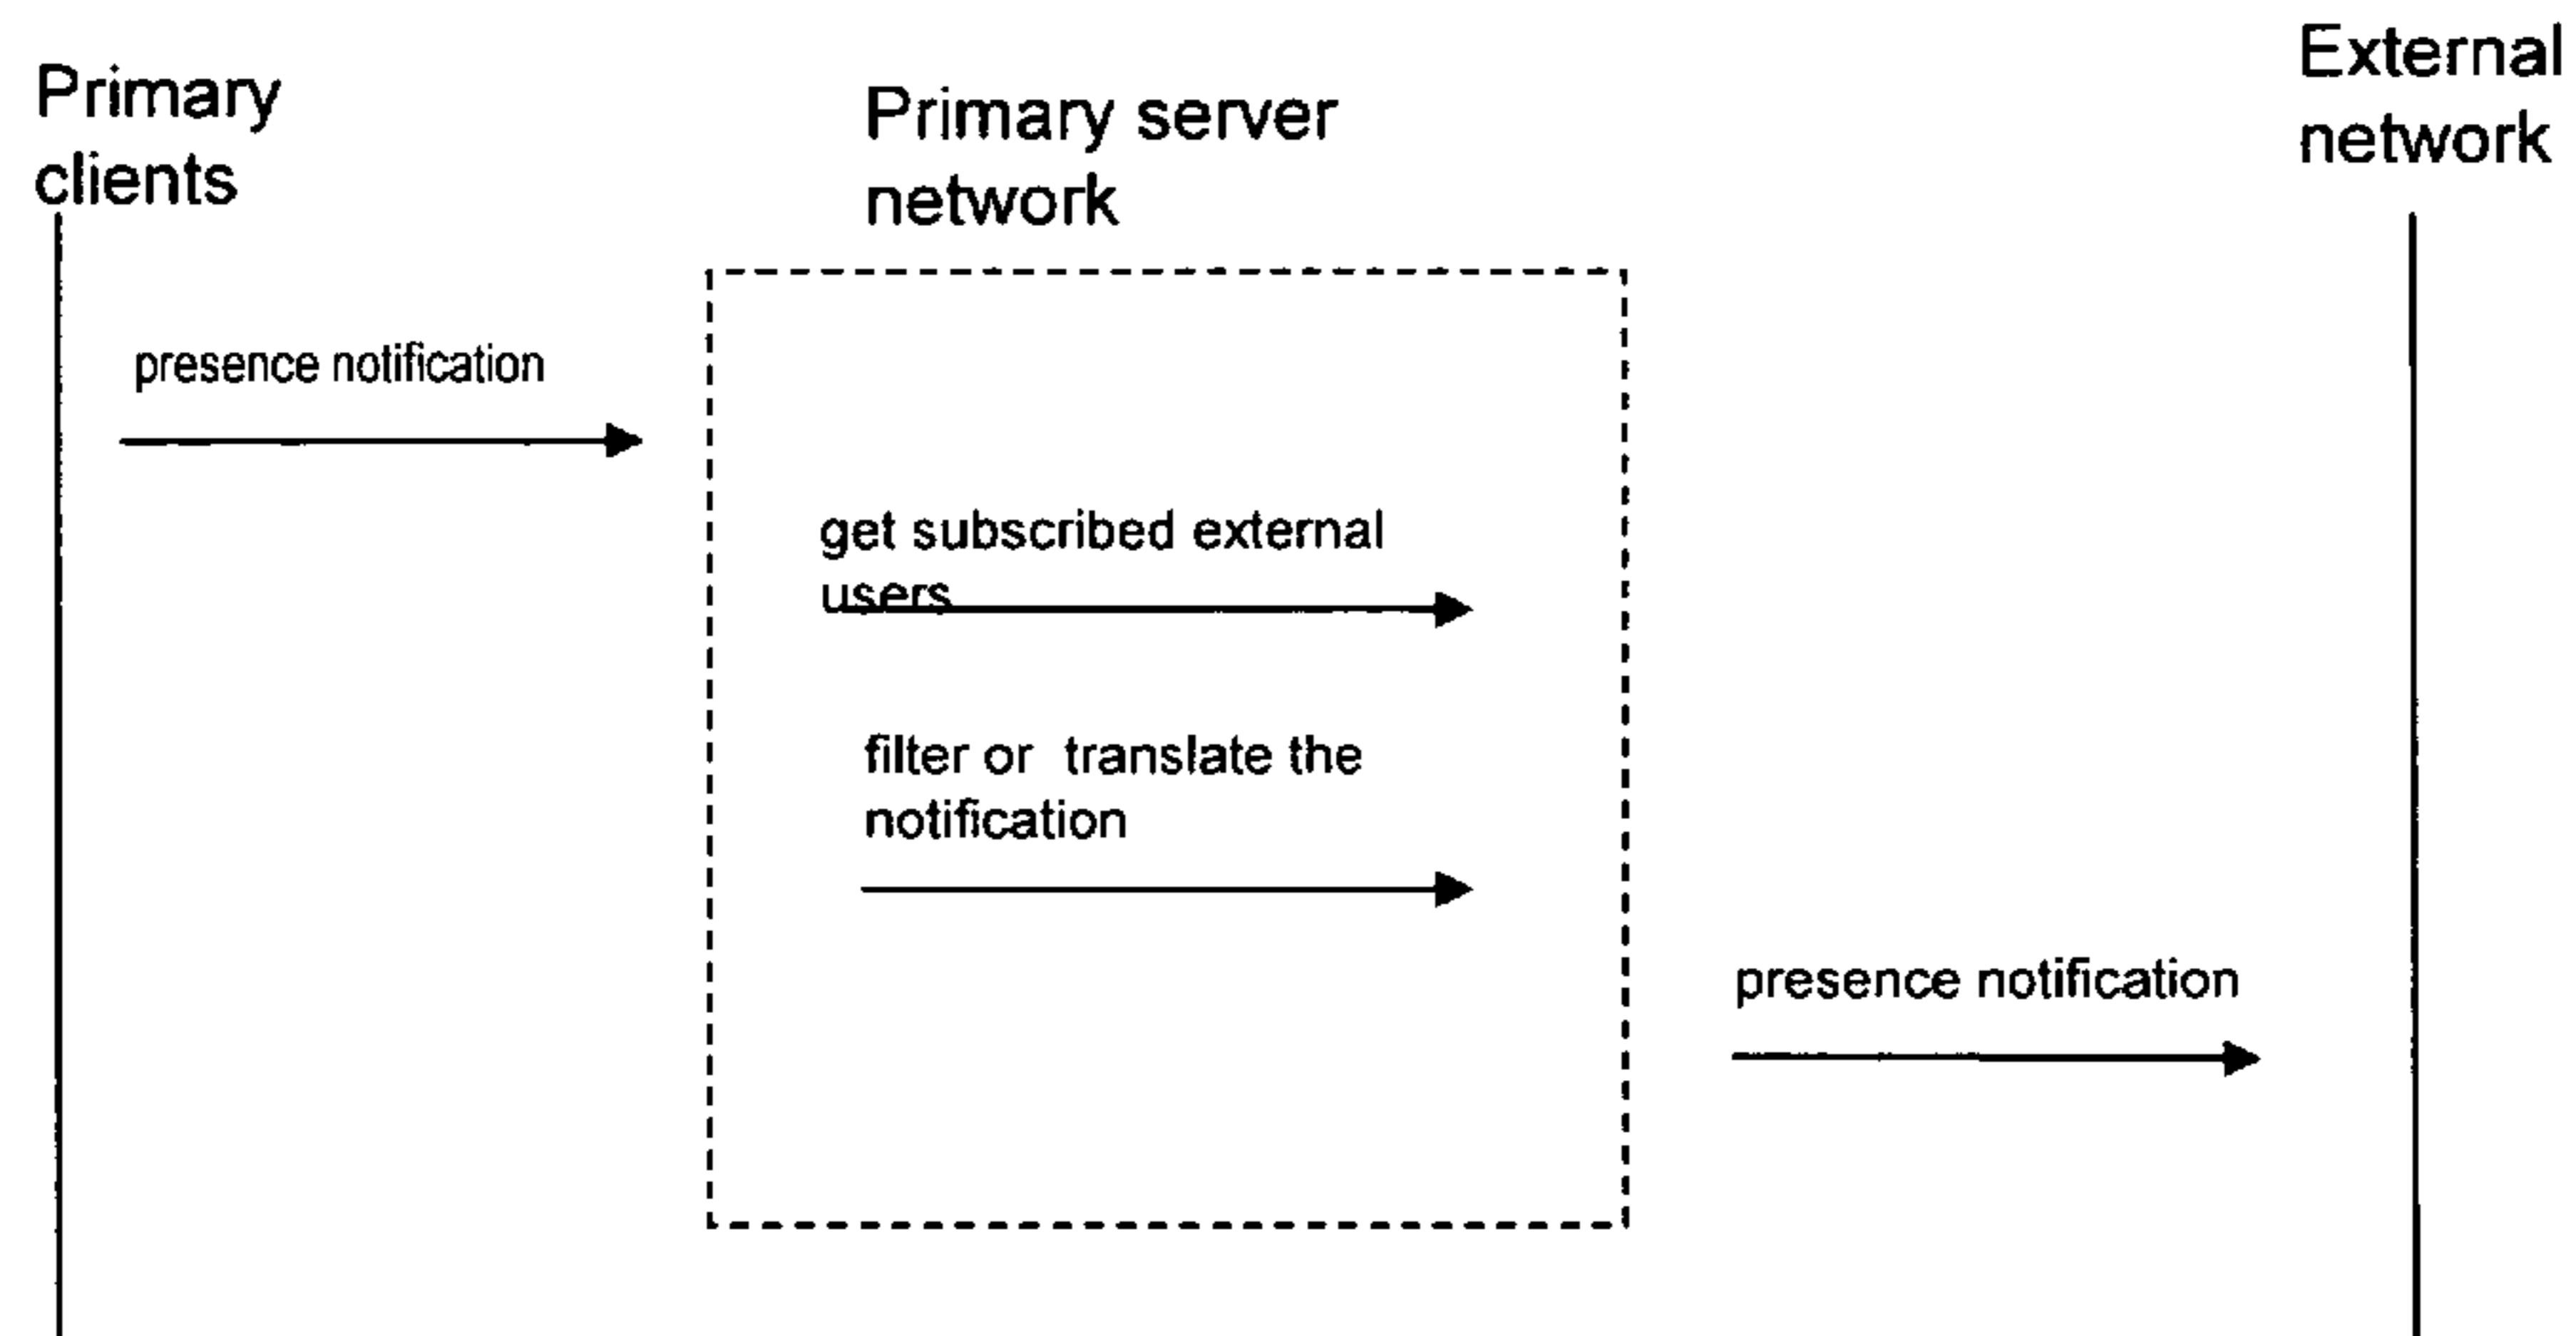 Primary
clients
Primary server
network
External
network
presence notification
get subscribed external
users
filter or translate the
notification
presence notification